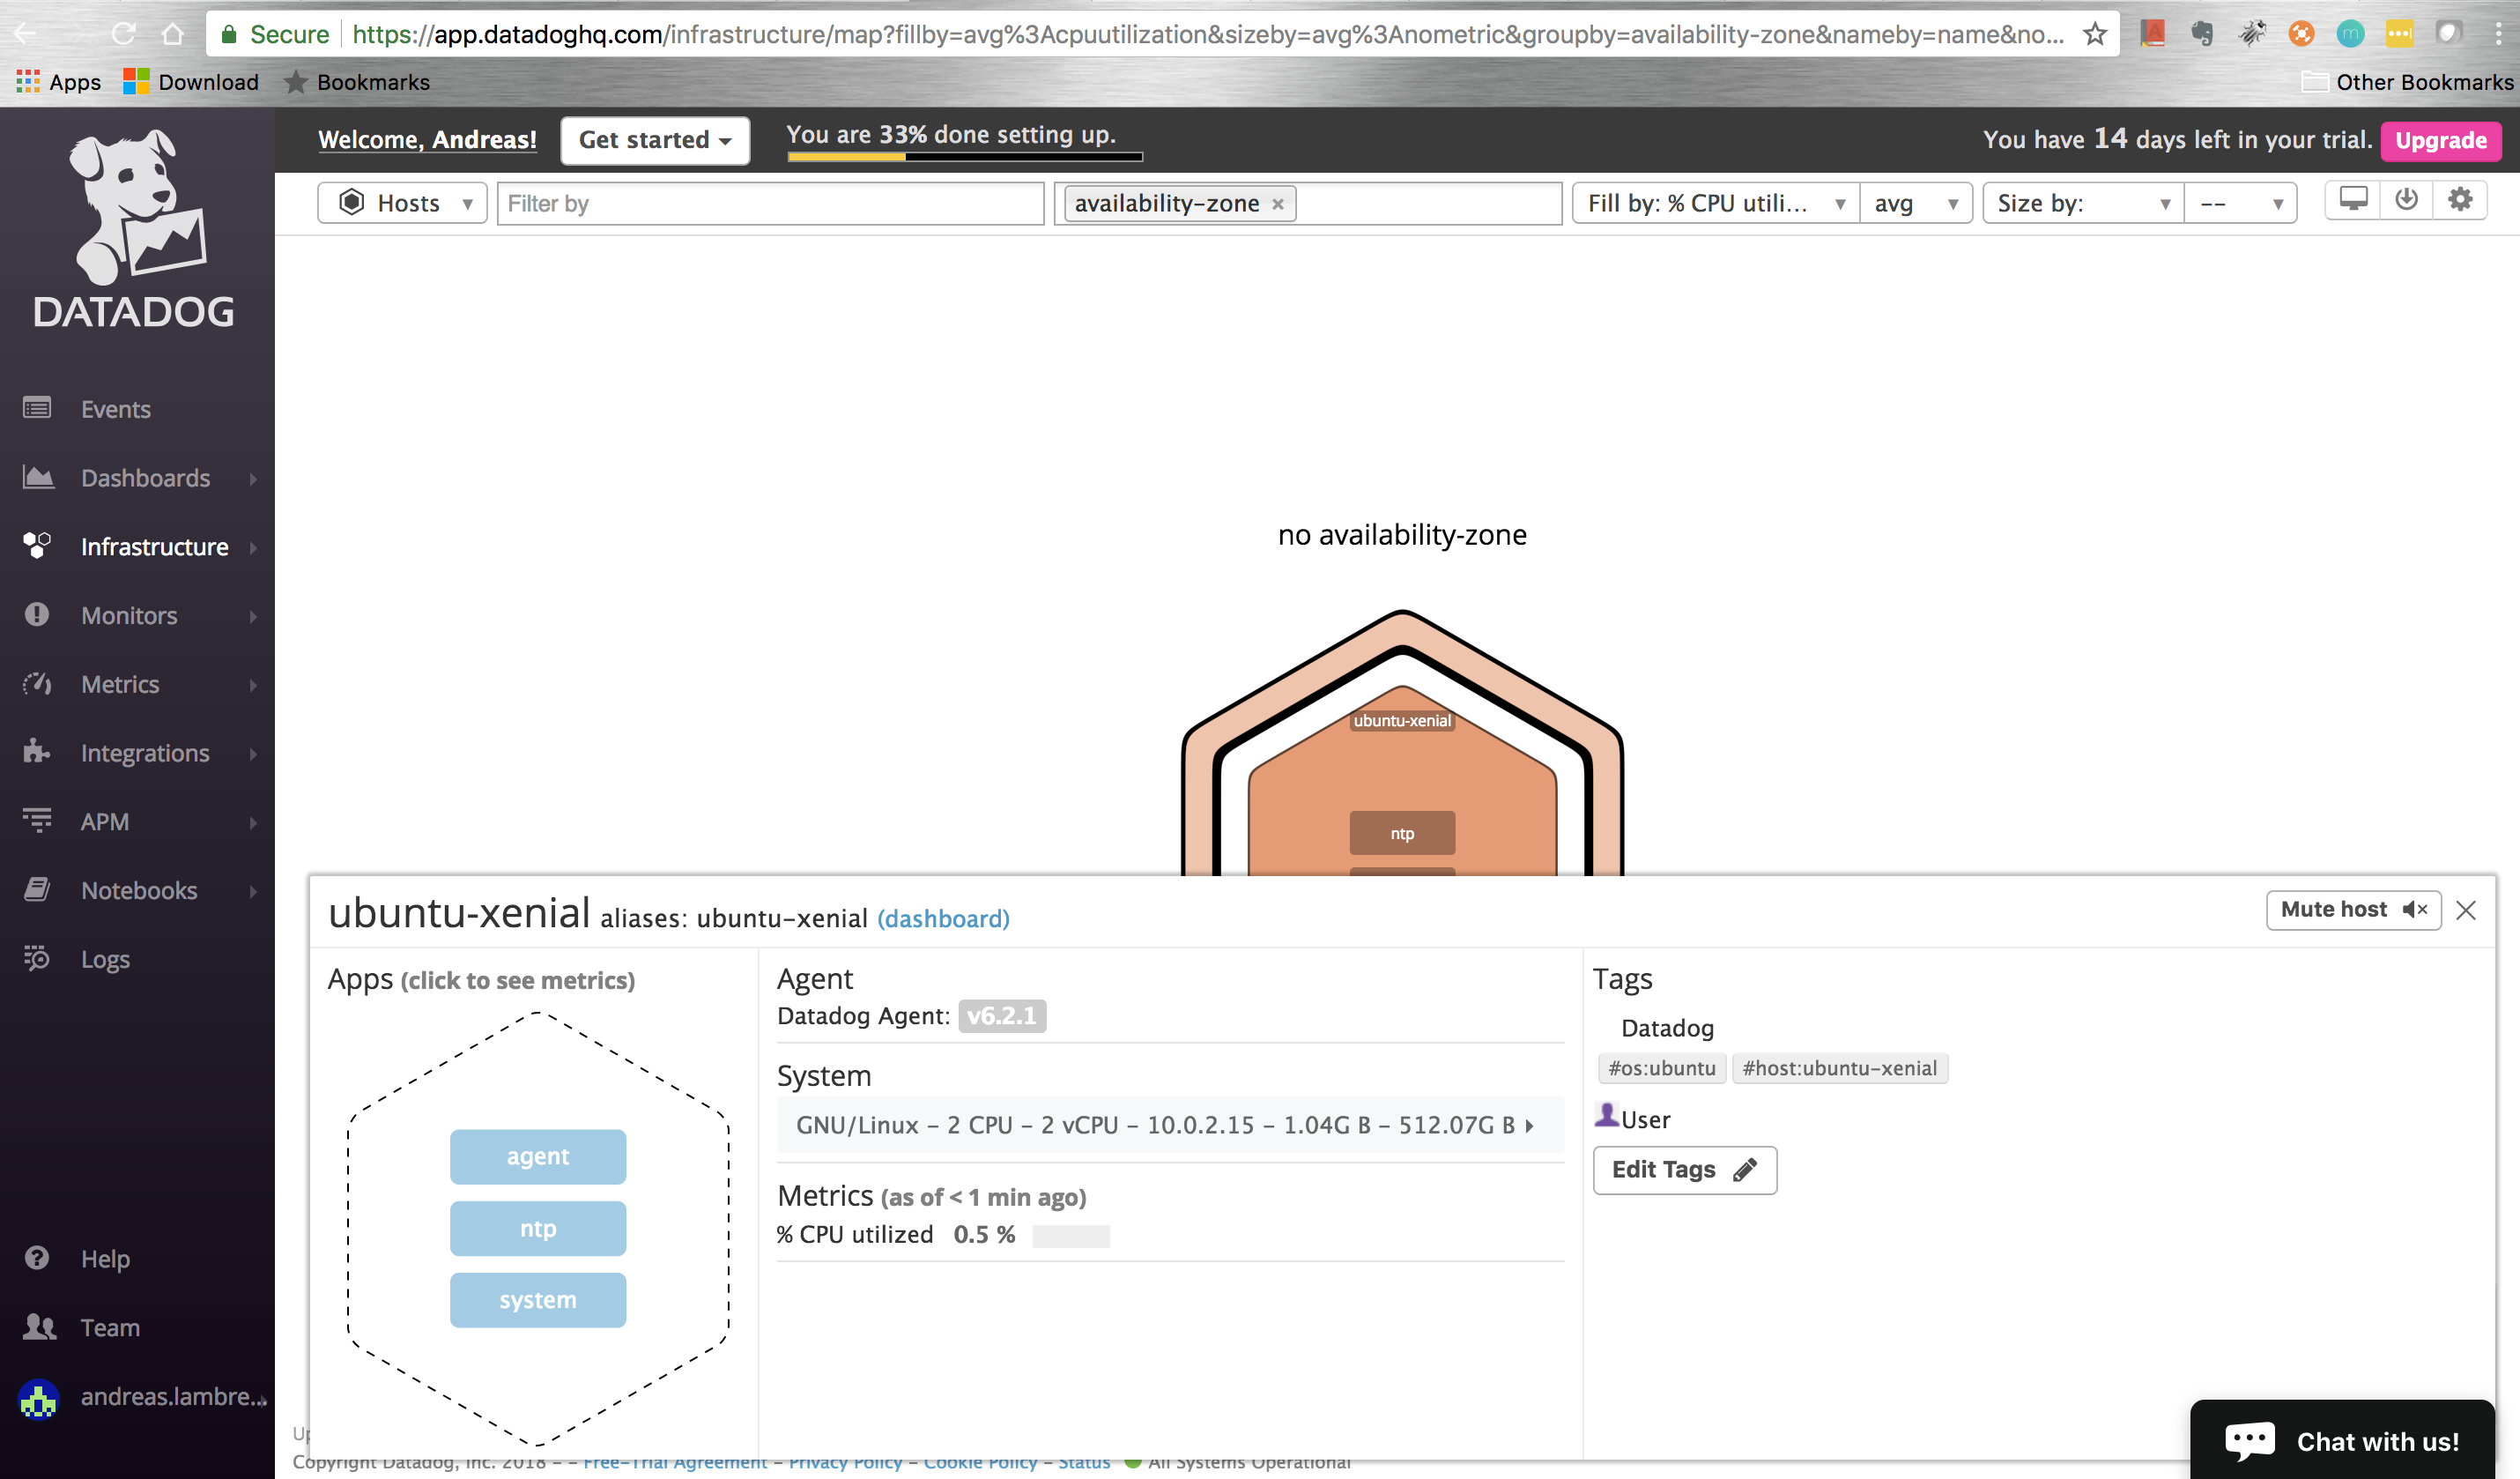 Secure https://app.datadoghq.com/infrastructure/map?fillby=avg%3Acpuutilization&sizeby=avg%3Anometric&groupby=availability-zone&nameby=name&no...
Apps Download Bookmarks Other Bookmarks
Welcome, Andreas! Get started You are 33% done setting up. You have 14 days left in your trial. Upgrade
DATADOG
Hosts Filter by availability-zone × Fill by: % CPU utili... avg Size by: --
Events
Dashboards
Infrastructure
Monitors
Metrics
Integrations
APM
Notebooks
Logs
Help
Team
andreas.lambre...
no availability-zone
ubuntu-xenial
ntp
ubuntu-xenial aliases: ubuntu-xenial (dashboard) Mute host
Apps (click to see metrics)
agent
ntp
system
Agent
Datadog Agent: v6.2.1
System
GNU/Linux - 2 CPU - 2 vCPU - 10.0.2.15 - 1.04G B - 512.07G B
Metrics (as of < 1 min ago)
% CPU utilized 0.5 %
Tags
Datadog
#os:ubuntu #host:ubuntu-xenial
User
Edit Tags
Copyright Datadog, Inc. 2018 - - Free-Trial Agreement - Privacy Policy - Cookie Policy - Status All Systems Operational
Chat with us!